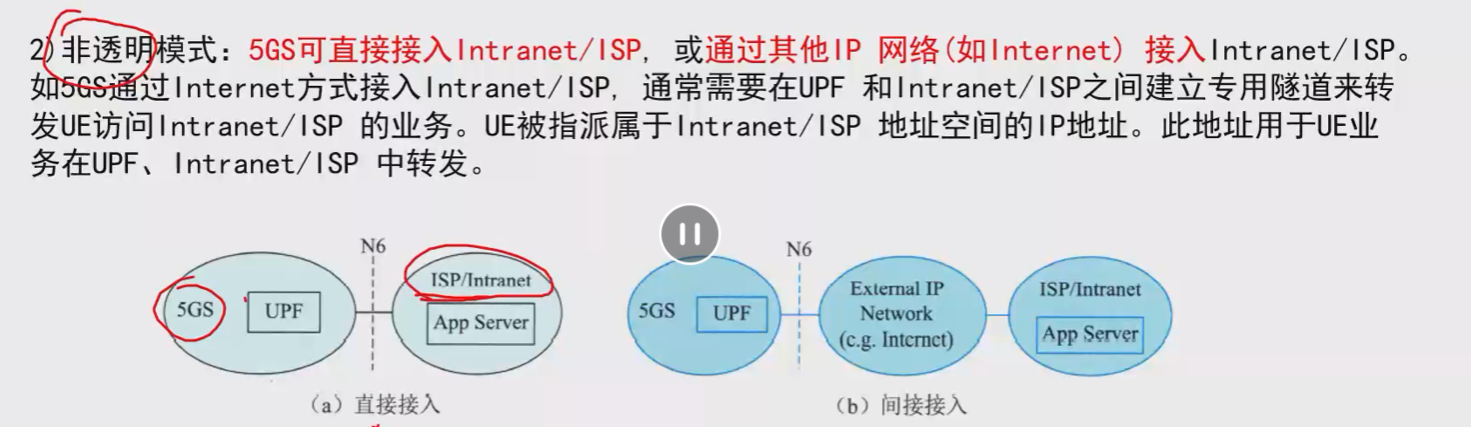 2)非透明模式：5GS可直接接入Intranet/ISP, 或通过其他IP 网络(如Internet) 接入Intranet/ISP。
如5GS通过Internet方式接入Intranet/ISP, 通常需要在UPF 和Intranet/ISP之间建立专用隧道来转
发UE访问Intranet/ISP 的业务。UE被指派属于Intranet/ISP 地址空间的IP地址。此地址用于UE业
务在UPF、Intranet/ISP 中转发。
N6
ISP/Intranet
5GS
UPF
App Server
(a) 直接接入
N6
5GS
UPF
External IP
Network
(e.g. Internet)
ISP/Intranet
App Server
(b) 间接接入